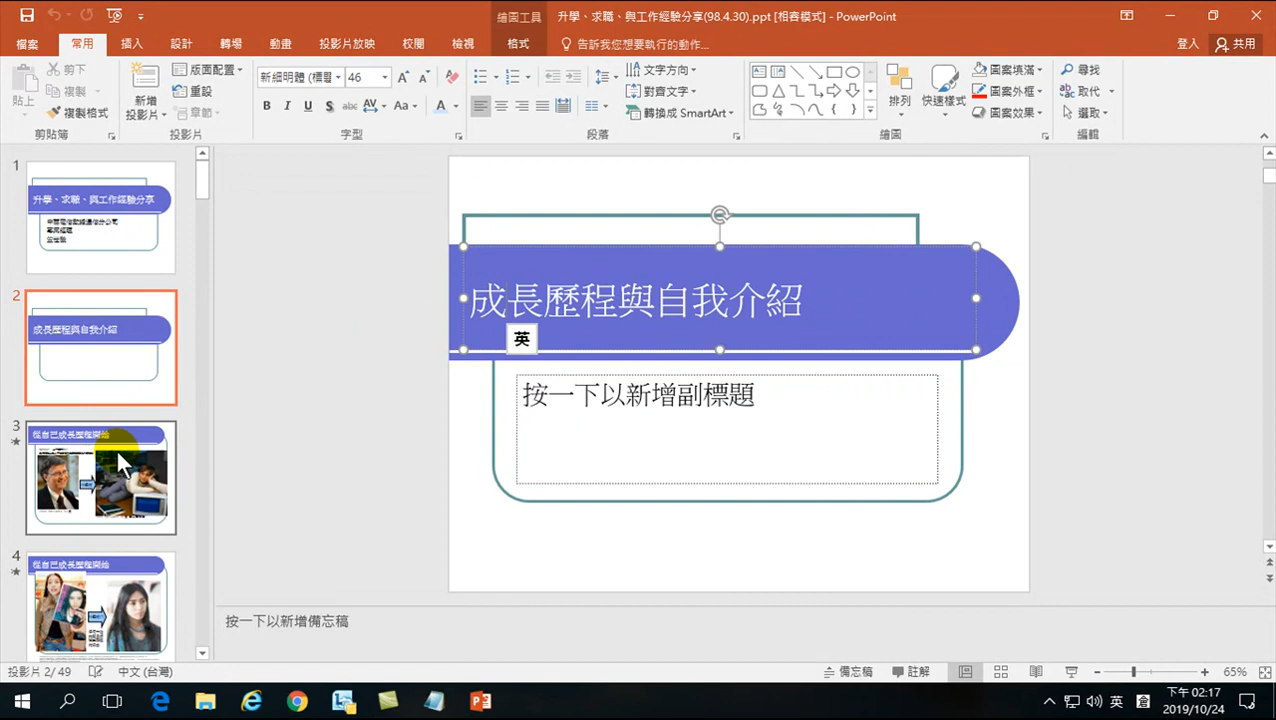 繪圖工具
升學、求職、與工作經驗分享(98.4.30).ppt [相容模式] - PowerPoint
檔案 常用 插入 設計 轉場 動畫 投影片放映 校閱 檢視 格式 告訴我您想要執行的動作... 登入 共用
貼上 剪下 複製 複製格式 剪貼簿
新增投影片 版面配置 重設 章節 投影片
新細明體 (標題 46 B I U S abc AV Aa A 字型
文字方向 對齊文字 轉換成 SmartArt 段落
排列 快速樣式 圖案填滿 圖案外框 圖案效果 繪圖
尋找 取代 選取 編輯
1
升學、求職、與工作經驗分享
2
成長歷程與自我介紹
3
從自己成長歷程開始
4
從自己成長歷程開始
成長歷程與自我介紹
英
按一下以新增副標題
按一下以新增備忘稿
投影片 2/49 中文 (台灣) 備忘稿 註解 65%
英 下午 02:17
2019/10/24